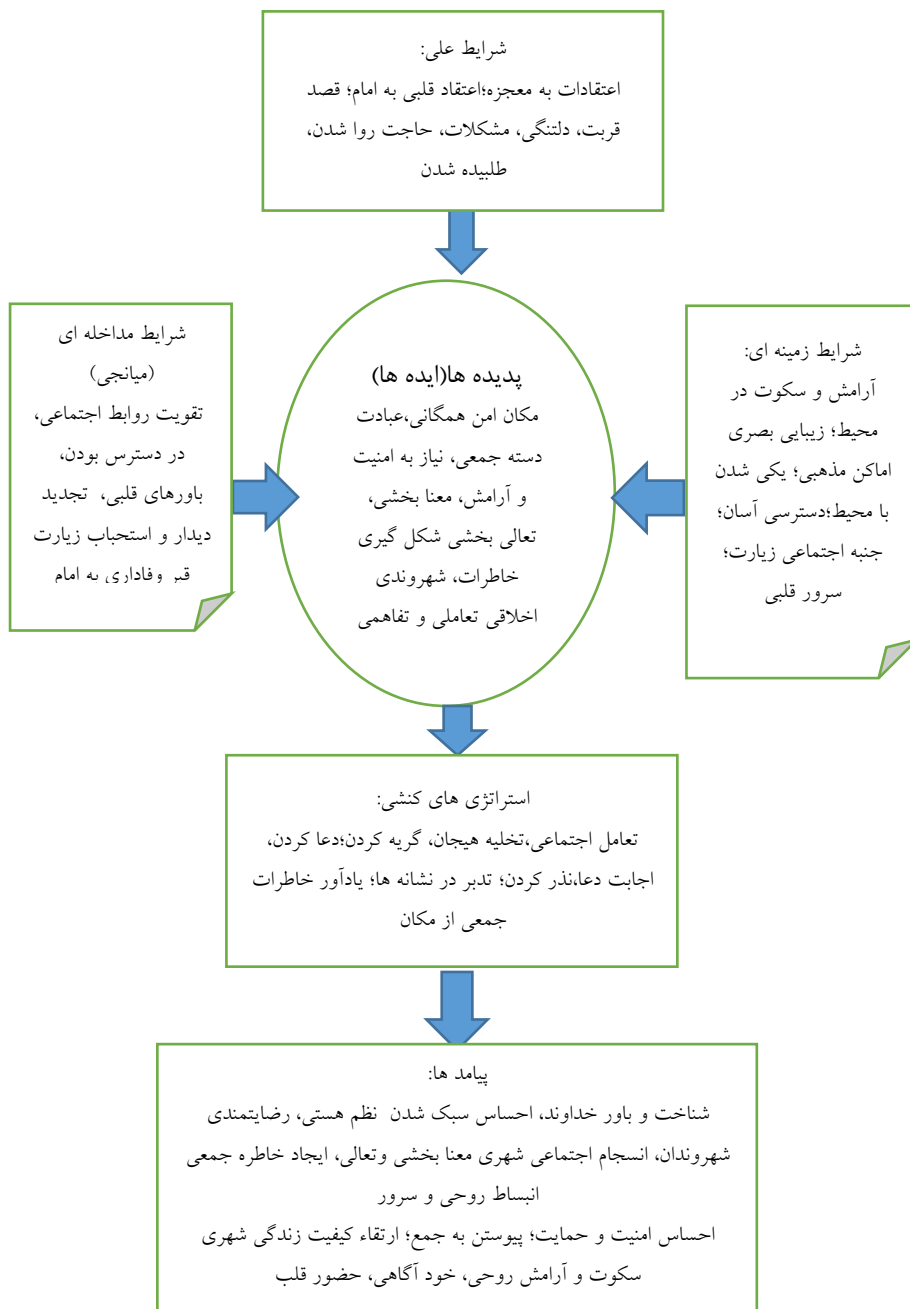 شرایط علی:
اعتقادات به معجزه؛اعتقاد قلبی به امام؛ قصد
قربت، دلتنگی، مشکلات، حاجت روا شدن،
طلبیده شدن
شرایط زمینه ای:
آرامش و سکوت در
محیط؛ زیبایی بصری
اماکن مذهبی؛ یکی شدن
با محیط؛دسترسی آسان؛
جنبه اجتماعی زیارت؛
سرور قلبی
پدیده ها(ایده ها)
مکان امن همگانی،عبادت
دسته جمعی، نیاز به امنیت
و آرامش، معنا بخشی،
تعالی بخشی شکل گیری
خاطرات، شهروندی
اخلاقی تعاملی و تفاهمی
شرایط مداخله ای
(میانجی)
تقویت روابط اجتماعی،
در دسترس بودن،
باورهای قلبی، تجدید
دیدار و استحباب زیارت
قبر وفاداری به امام
استراتژی های کنشی:
تعامل اجتماعی،تخلیه هیجان، گریه کردن؛دعا کردن،
اجابت دعا،نذر کردن؛ تدبر در نشانه ها؛ یادآور خاطرات
جمعی از مکان
پیامد ها:
شناخت و باور خداوند، احساس سبک شدن نظم هستی، رضایتمندی
شهروندان، انسجام اجتماعی شهری معنا بخشی وتعالی، ایجاد خاطره جمعی
انبساط روحی و سرور
احساس امنیت و حمایت؛ پیوستن به جمع؛ ارتقاء کیفیت زندگی شهری
سکوت و آرامش روحی، خود آگاهی، حضور قلب